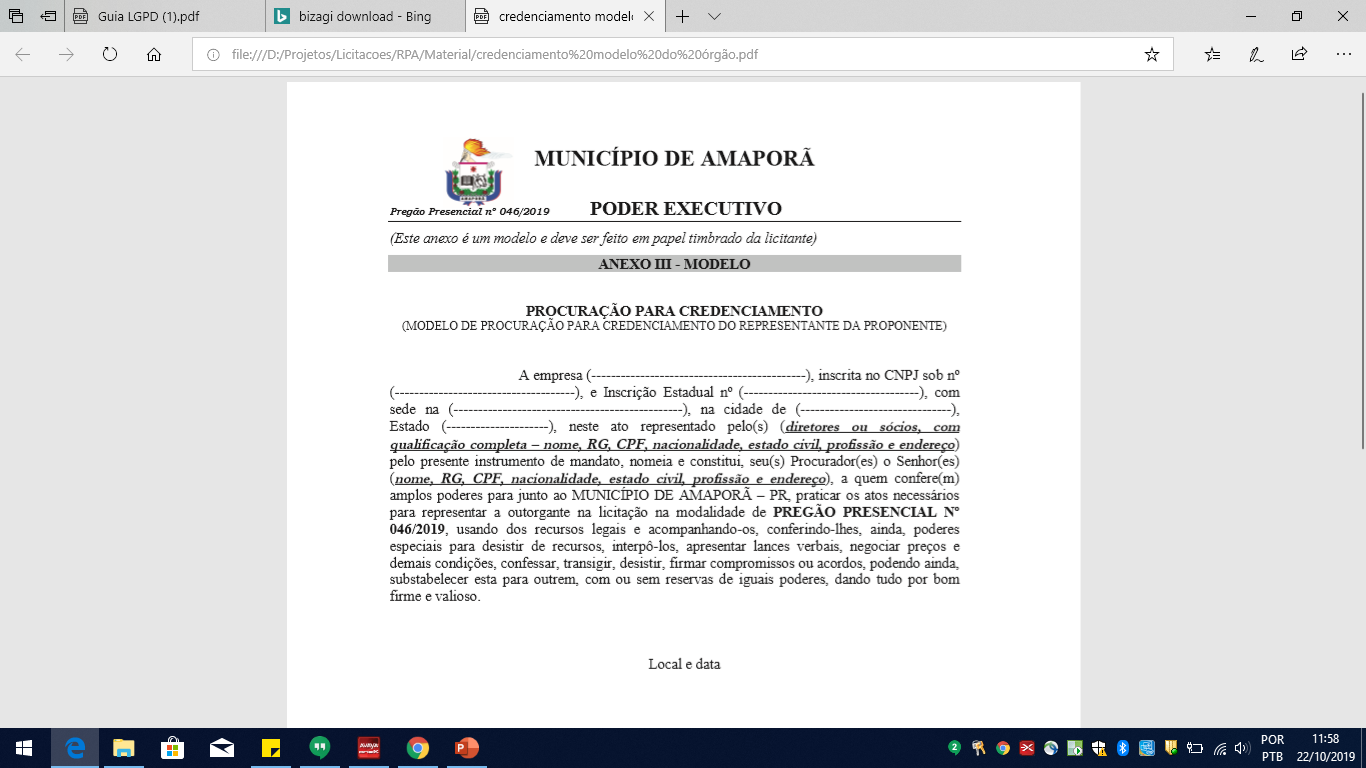 Guia LGPD (1).pdf
bizagi download - Bing
credenciamento model
file:///D:/Projetos/Licitacoes/RPA/Material/credenciamento%20modelo%20do%20órgão.pdf
MUNICÍPIO DE AMAPORÃ
AMAPORÃ
Pregão Presencial nº 046/2019
PODER EXECUTIVO
(Este anexo é um modelo e deve ser feito em papel timbrado da licitante)
ANEXO III - MODELO
PROCURAÇÃO PARA CREDENCIAMENTO
(MODELO DE PROCURAÇÃO PARA CREDENCIAMENTO DO REPRESENTANTE DA PROPONENTE)
A empresa (--------------------------------------------), inscrita no CNPJ sob nº
(-------------------------------------), e Inscrição Estadual nº (------------------------------------), com
sede na (-----------------------------------------------), na cidade de (-------------------------------),
Estado (---------------------), neste ato representado pelo(s) (diretores ou sócios, com
qualificação completa – nome, RG, CPF, nacionalidade, estado civil, profissão e endereço)
pelo presente instrumento de mandato, nomeia e constitui, seu(s) Procurador(es) o Senhor(es)
(nome, RG, CPF, nacionalidade, estado civil, profissão e endereço), a quem confere(m)
amplos poderes para junto ao MUNICÍPIO DE AMAPORÃ – PR, praticar os atos necessários
para representar a outorgante na licitação na modalidade de PREGÃO PRESENCIAL Nº
046/2019, usando dos recursos legais e acompanhando-os, conferindo-lhes, ainda, poderes
especiais para desistir de recursos, interpô-los, apresentar lances verbais, negociar preços e
demais condições, confessar, transigir, desistir, firmar compromissos ou acordos, podendo ainda,
substabelecer esta para outrem, com ou sem reservas de iguais poderes, dando tudo por bom
firme e valioso.
Local e data
POR
PTB
11:58
22/10/2019